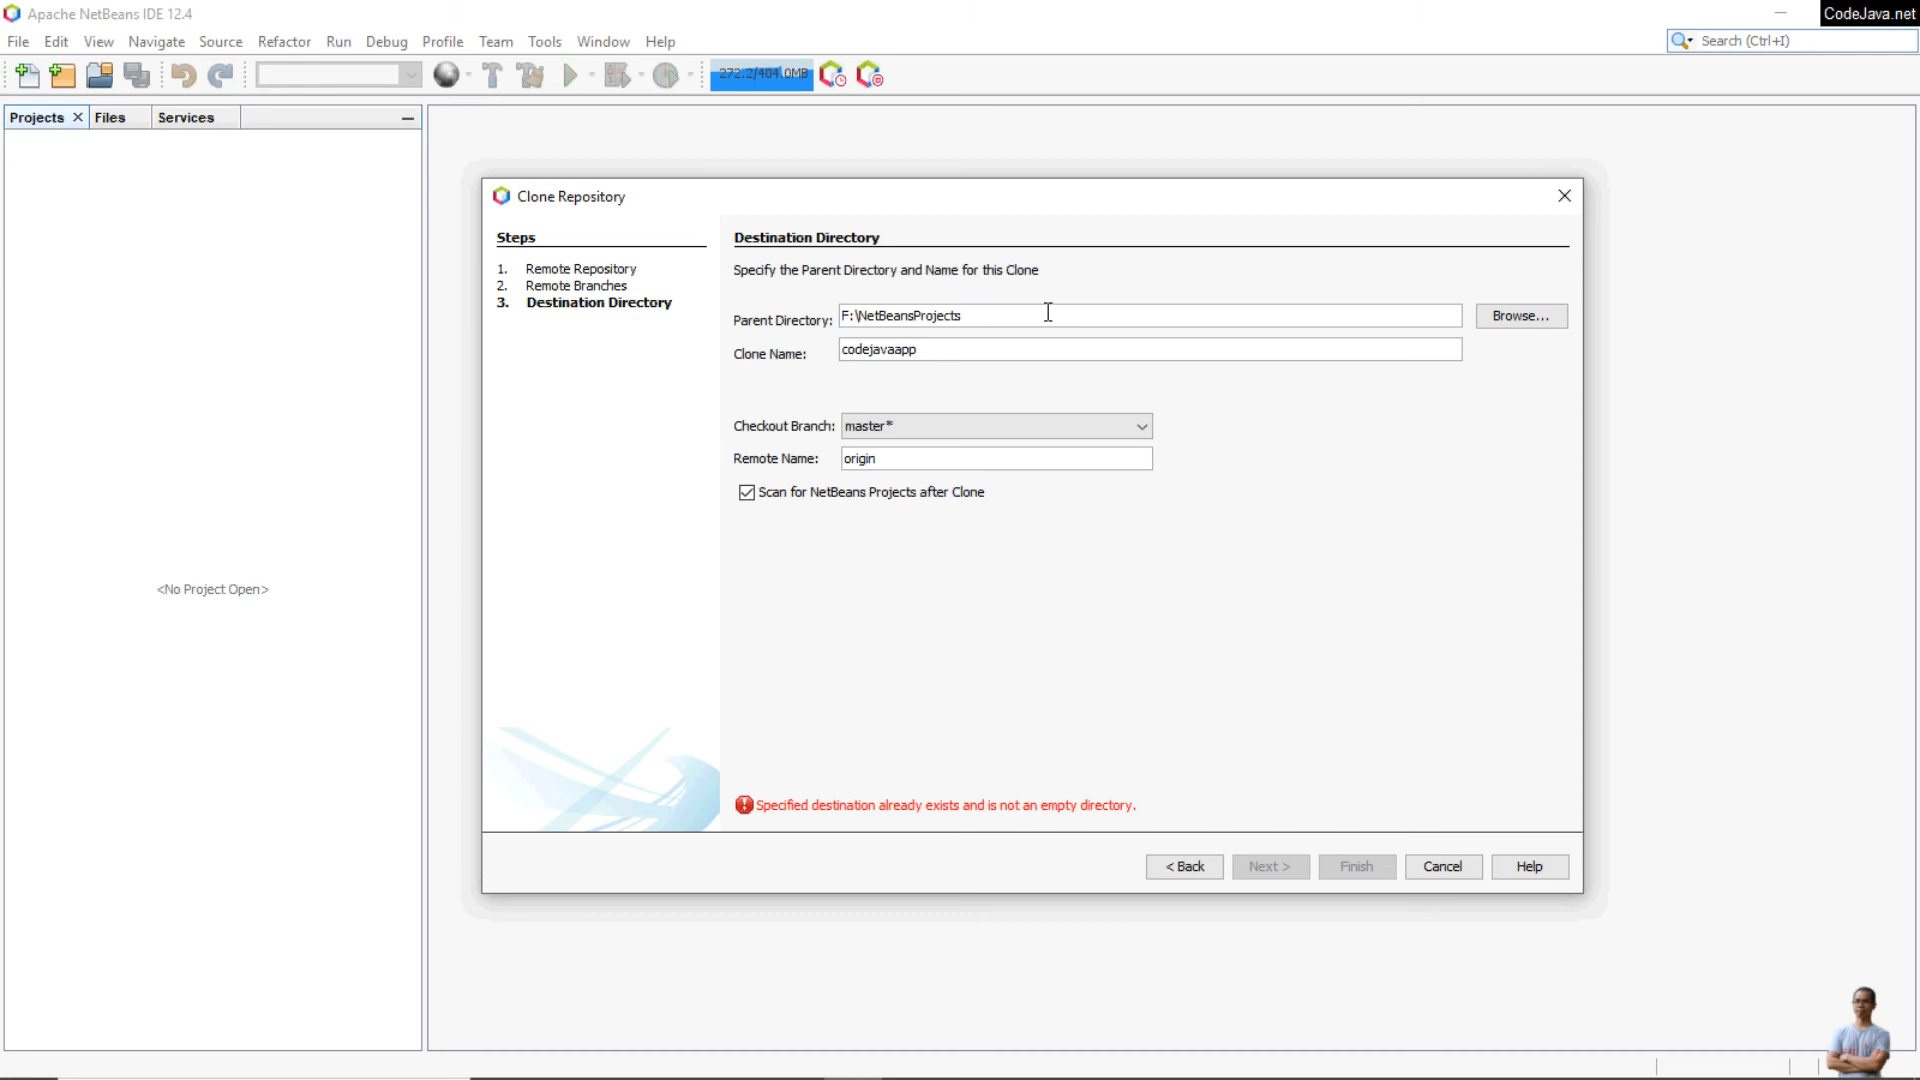 Apache NetBeans IDE 12.4
CodeJava.net
File Edit View Navigate Source Refactor Run Debug Profile Team Tools Window Help
Search (Ctrl+I)
272.2/404.0MB
Projects Files Services
<No Project Open>
Clone Repository
Steps
1. Remote Repository
2. Remote Branches
3. Destination Directory
Destination Directory
Specify the Parent Directory and Name for this Clone
Parent Directory: F:\NetBeansProjects Browse...
Clone Name: codejavaapp
Checkout Branch: master*
Remote Name: origin
Scan for NetBeans Projects after Clone
Specified destination already exists and is not an empty directory.
< Back Next > Finish Cancel Help